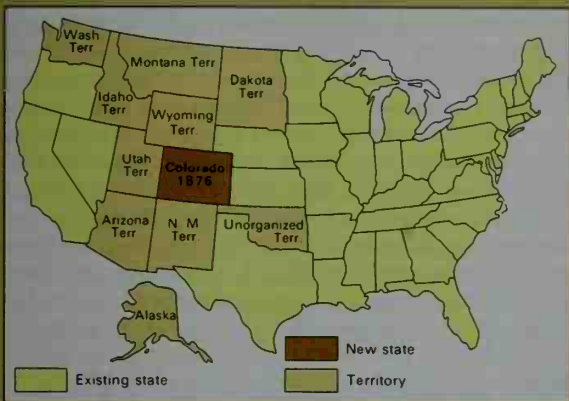 Wash
Terr
Montana Terr
Dakota
Terr
Idaho
Terr
Wyoming
Terr.
Utah
Terr
Colorado
1876
Arizona
Terr
N M
Terr.
Unorganized
Terr.
Alaska
New state
Existing state
Territory